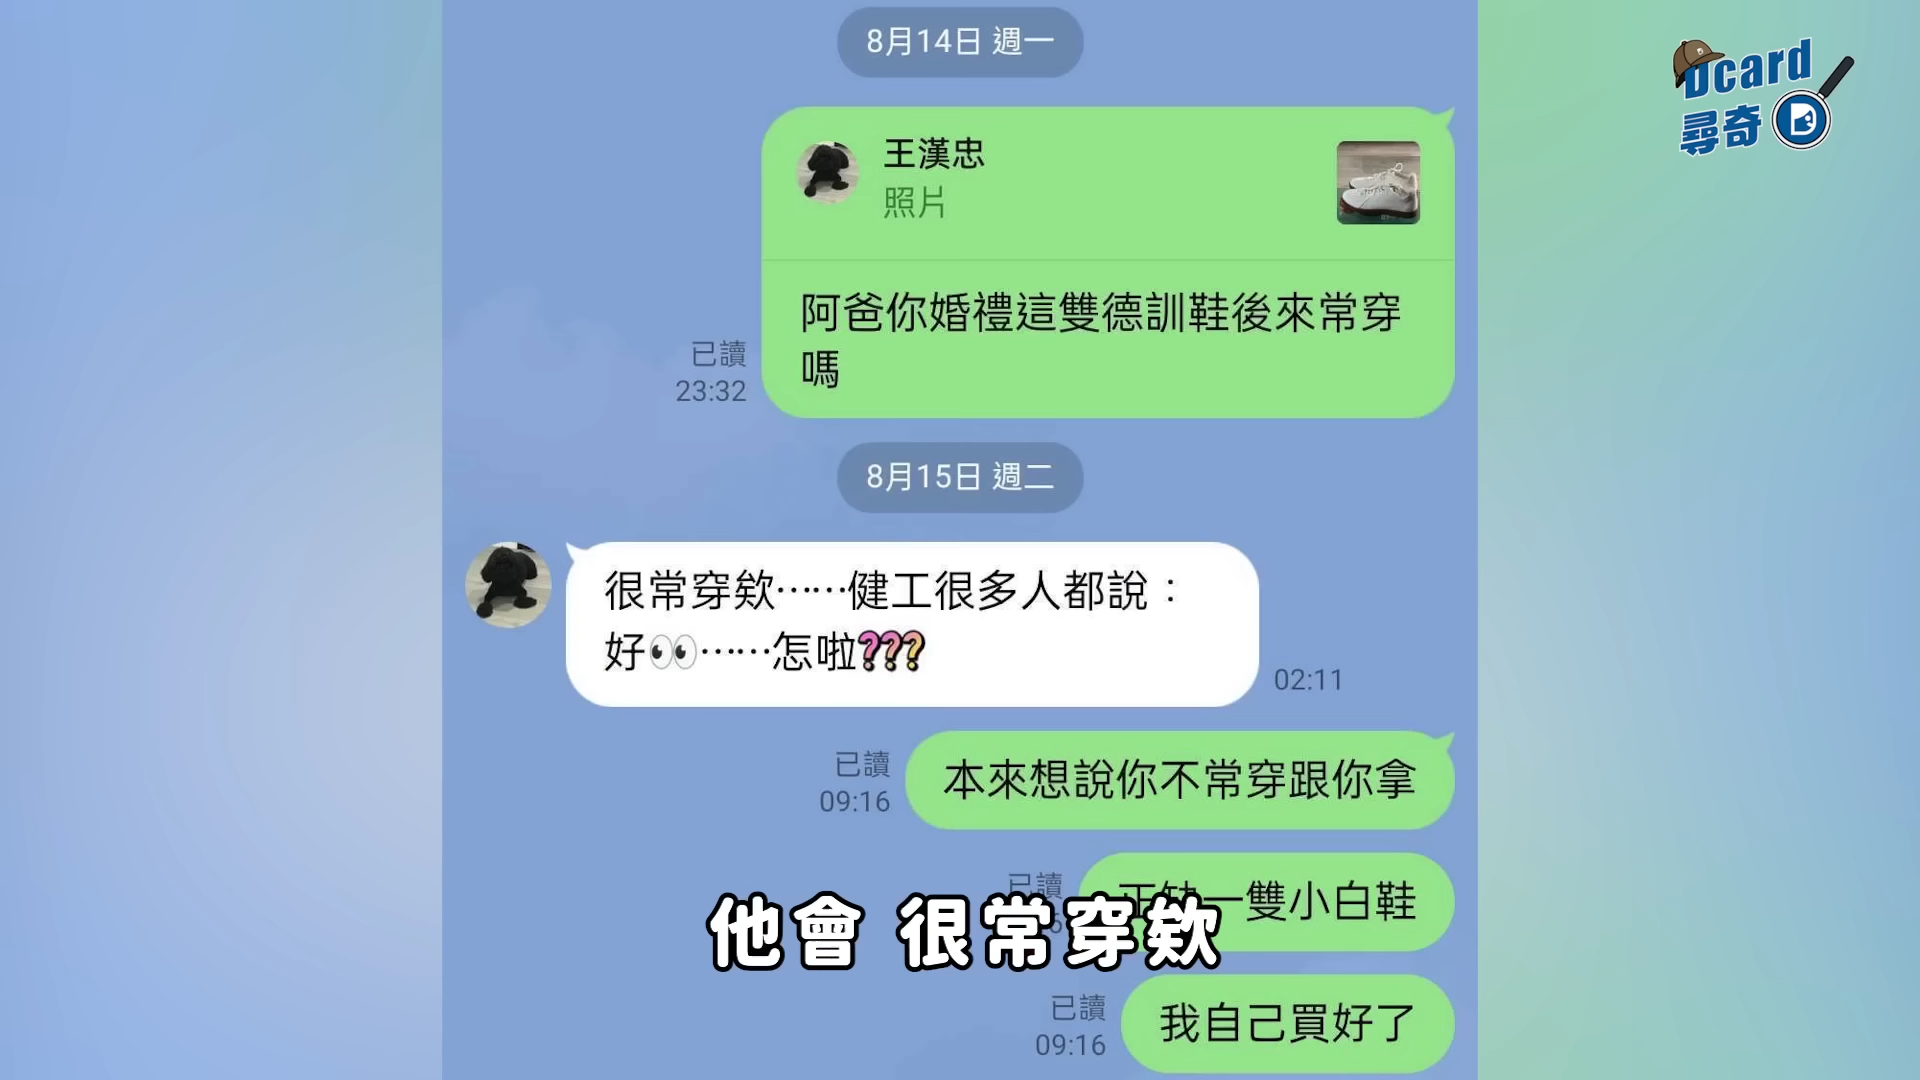 8月14日 週一
Dcard
尋奇
王漢忠
照片
阿爸你婚禮這雙德訓鞋後來常穿
嗎
已讀
23:32
8月15日 週二
很常穿欸……健工很多人都說：
好👀……怎啦???
02:11
已讀
09:16
本來想說你不常穿跟你拿
已讀
正缺一雙小白鞋
他會 很常穿欸
已讀
09:16
我自己買好了